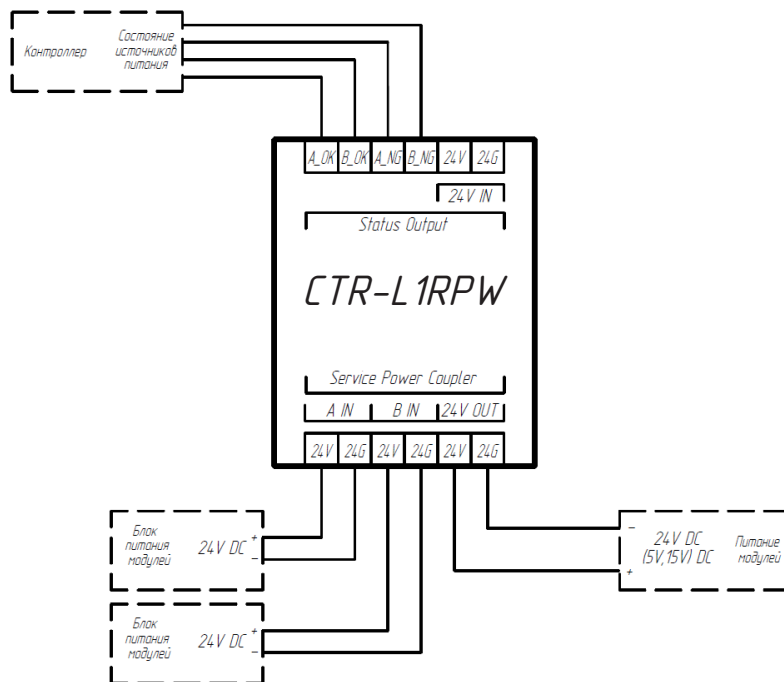 Контроллер
Состояние
источников
питания
A_OK B_OK A_NG B_NG 24V 24G
24V IN
Status Output
CTR-L1RPW
Service Power Coupler
A IN B IN 24V OUT
24V 24G 24V 24G 24V 24G
Блок
питания
модулей
24V DC
+
-
Блок
питания
модулей
24V DC
+
-
-
+
24V DC
(5V,15V) DC
Питание
модулей